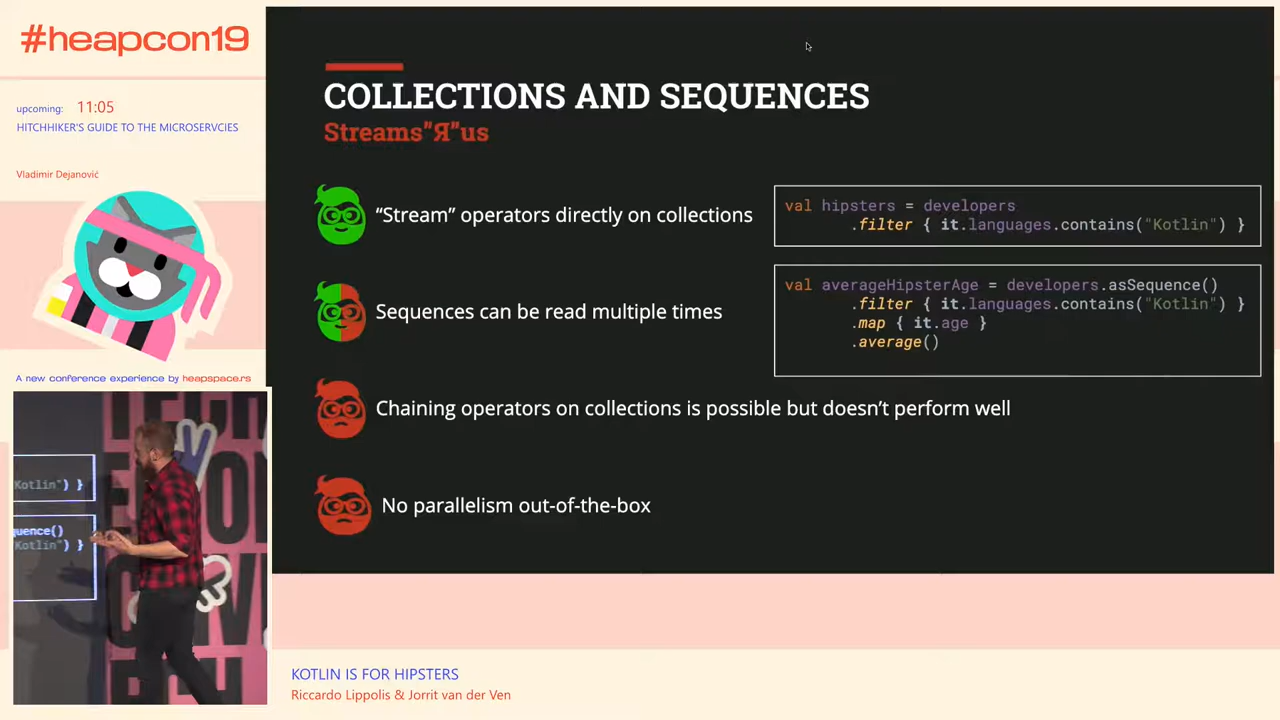 #heapcon19
upcoming: 11:05
HITCHHIKER'S GUIDE TO THE MICROSERVCIES
Vladimir Dejanović
A new conference experience by heapspace.rs
COLLECTIONS AND SEQUENCES
Streams"Я"us
"Stream" operators directly on collections
val hipsters = developers
.filter { it.languages.contains("Kotlin") }
Sequences can be read multiple times
val averageHipsterAge = developers.asSequence()
.filter { it.languages.contains("Kotlin") }
.map { it.age }
.average()
Chaining operators on collections is possible but doesn't perform well
No parallelism out-of-the-box
Kotlin") }
quence()
Kotlin") }
KOTLIN IS FOR HIPSTERS
Riccardo Lippolis & Jorrit van der Ven